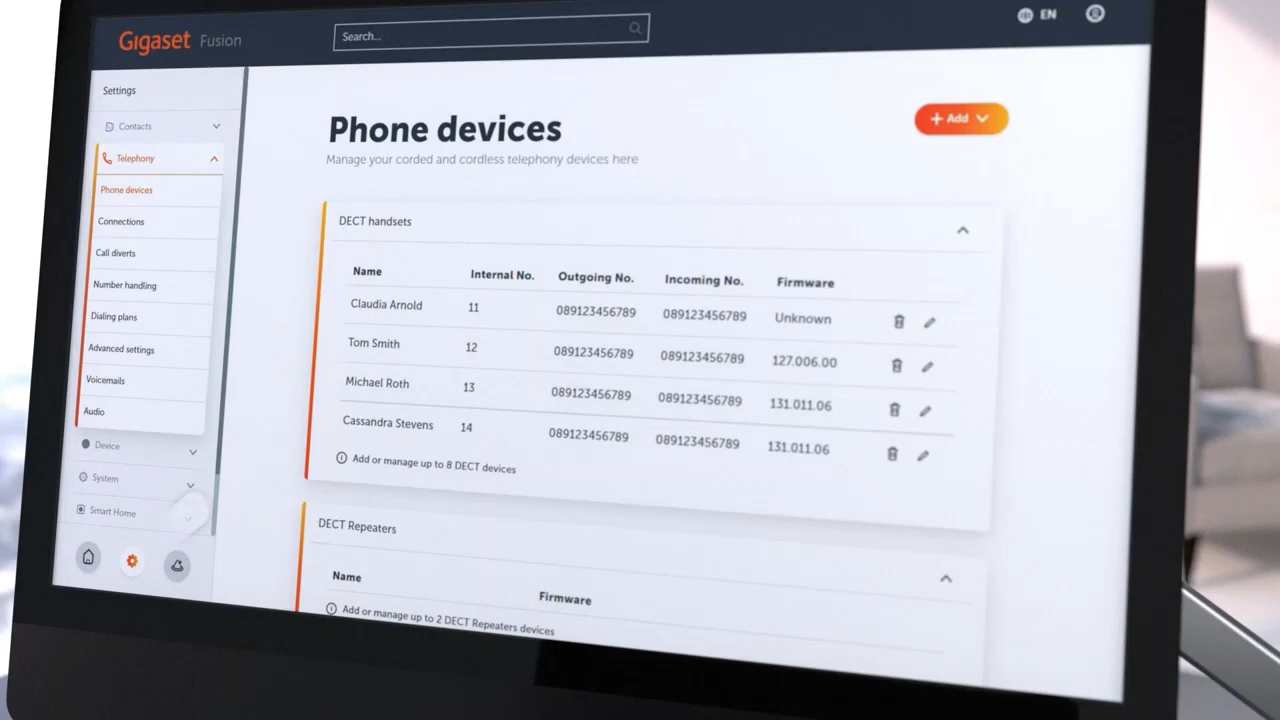 Gigaset Fusion
Search...
EN
Settings
Contacts
Telephony
Phone devices
Connections
Call diverts
Number handling
Dialing plans
Advanced settings
Voicemails
Audio
Device
System
Smart Home
Phone devices
Manage your corded and cordless telephony devices here
+ Add
DECT handsets
Name Internal No. Outgoing No. Incoming No. Firmware
Claudia Arnold 11 089123456789 089123456789 Unknown
Tom Smith 12 089123456789 089123456789 127.006.00
Michael Roth 13 089123456789 089123456789 131.011.06
Cassandra Stevens 14 089123456789 089123456789 131.011.06
Add or manage up to 8 DECT devices
DECT Repeaters
Name Firmware
Add or manage up to 2 DECT Repeaters devices